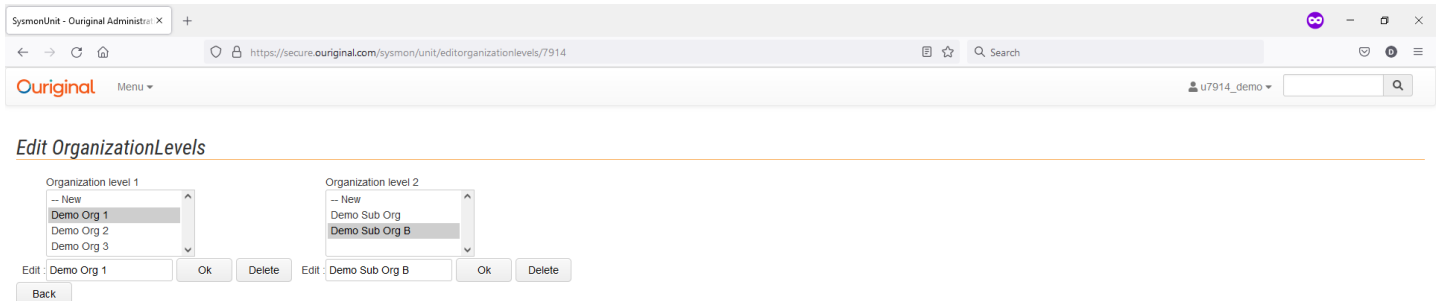 SysmonUnit - Ouriginal Administrat
https://secure.ouriginal.com/sysmon/unit/editorganizationlevels/7914
Search
D
Ouriginal Menu u7914_demo
Edit OrganizationLevels
Organization level 1 Organization level 2
-- New -- New
Demo Org 1 Demo Sub Org
Demo Org 2 Demo Sub Org B
Demo Org 3
Edit : Demo Org 1 Ok Delete Edit : Demo Sub Org B Ok Delete
Back